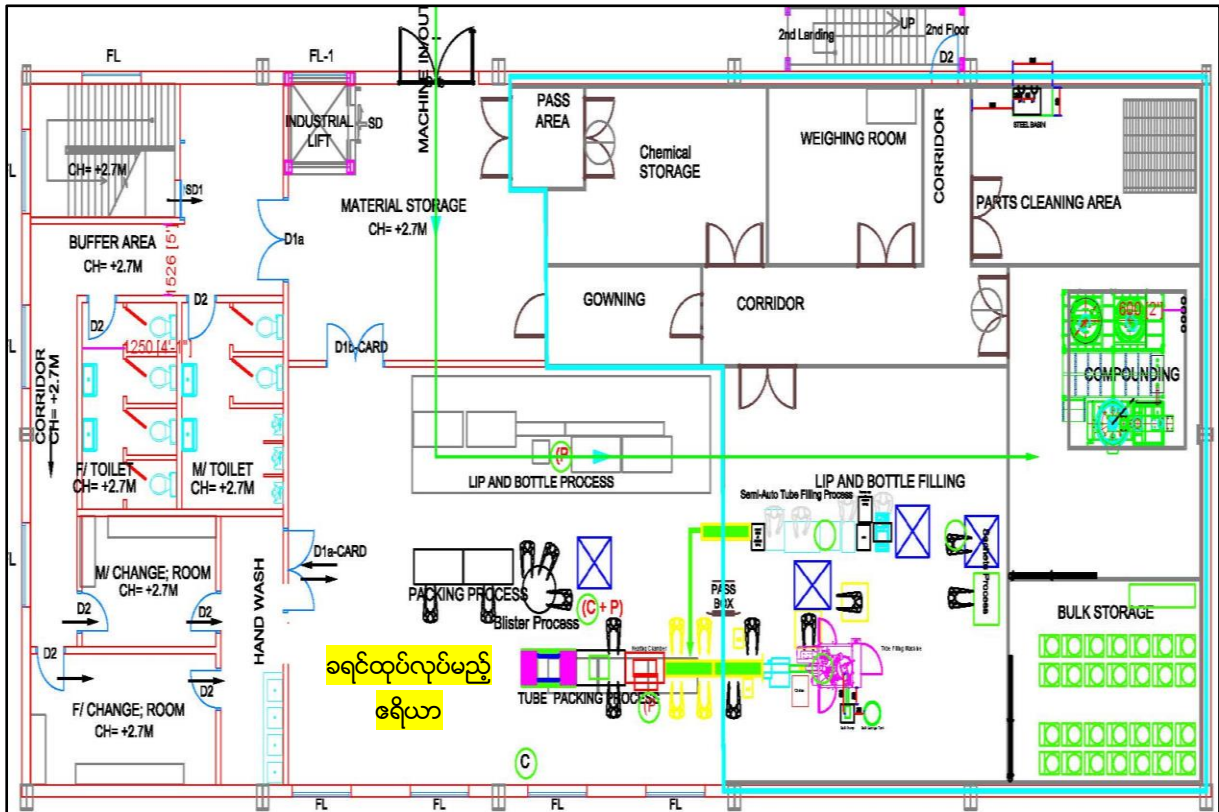 2nd Landing
UP
2nd Floor
D2
FL
FL-1
MACHINE IN/OUT
INDUSTRIAL
LIFT
SD
PASS
AREA
Chemical
STORAGE
WEIGHING ROOM
CORRIDOR
STEEL BASIN
PARTS CLEANING AREA
CH= +2.7M
SD1
MATERIAL STORAGE
CH= +2.7M
BUFFER AREA
CH= +2.7M
1526 [5']
D1a
D2
D2
GOWNING
CORRIDOR
1250 [4'-1"]
D1b-CARD
CORRIDOR
CH= +2.7M
COMPOUNDING
F/ TOILET
CH= +2.7M
M/ TOILET
CH= +2.7M
(P
LIP AND BOTTLE PROCESS
LIP AND BOTTLE FILLING
Semi-Auto Tube Filling Process
D1a-CARD
M/ CHANGE; ROOM
CH= +2.7M
D2
D2
HAND WASH
PACKING PROCESS
Blister Process
(C + P)
PASS
BOX
BULK STORAGE
D2
D2
F/ CHANGE; ROOM
CH= +2.7M
ခရင်ထုပ်လုပ်မည့်
ဧရိယာ
Heating Chamber
Tube Filling Machine
TUBE PACKING PROCESS
(P)
C
FL
FL
FL
FL